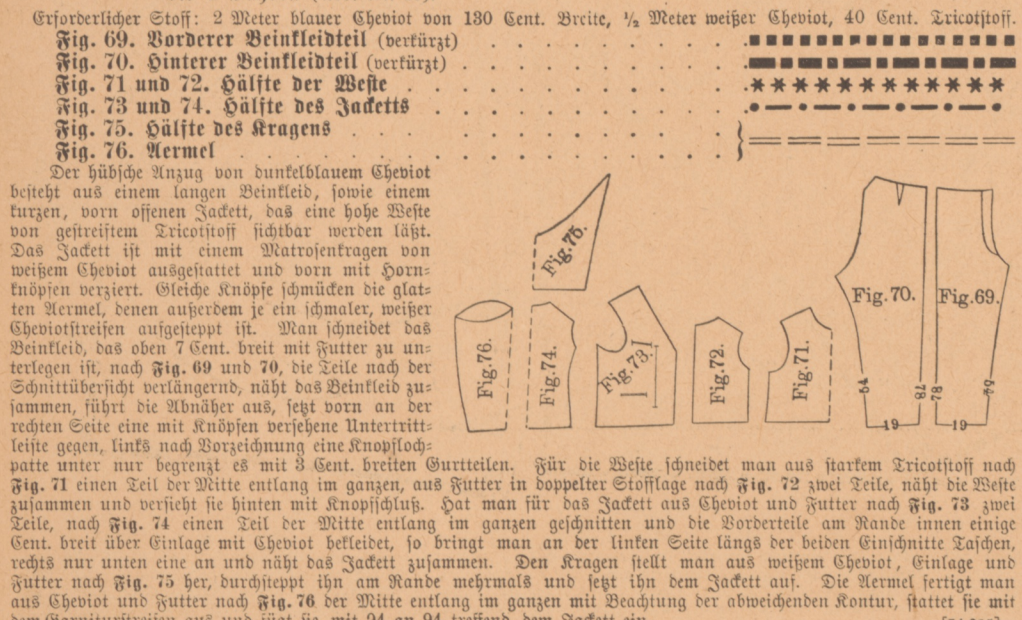 Erforderlicher Stoff: 2 Meter blauer Cheviot von 130 Cent. Breite, ½ Meter weißer Cheviot, 40 Cent. Tricotstoff.
Fig. 69. Vorderer Beinkleidteil (verkürzt)
Fig. 70. Hinterer Beinkleidteil (verkürzt)
Fig. 71 und 72. Hälfte der Weste
Fig. 73 und 74. Hälfte des Jacketts
Fig. 75. Hälfte des Kragens
Fig. 76. Aermel
Der hübsche Anzug von dunkelblauem Cheviot
besteht aus einem langen Beinkleid, sowie einem
kurzen, vorn offenen Jackett, das eine hohe Weste
von gestreiftem Tricotstoff sichtbar werden läßt.
Das Jackett ist mit einem Matrosenkragen von
weißem Cheviot ausgestattet und vorn mit Horn-
knöpfen verziert. Gleiche Knöpfe schmücken die glat-
ten Aermel, denen außerdem je ein schmaler, weißer
Cheviotstreifen aufgesteppt ist. Man schneidet das
Beinkleid, das oben 7 Cent. breit mit Futter zu un-
terlegen ist, nach Fig. 69 und 70, die Teile nach der
Schnittübersicht verlängernd, näht das Beinkleid zu-
sammen, führt die Abnäher aus, setzt vorn an der
rechten Seite eine mit Knöpfen versehene Untertritt-
leiste gegen, links nach Vorzeichnung eine Knopfloch-
patte unter nur begrenzt es mit 3 Cent. breiten Gurtteilen. Für die Weste schneidet man aus starkem Tricotstoff nach
Fig. 71 einen Teil der Mitte entlang im ganzen, aus Futter in doppelter Stofflage nach Fig. 72 zwei Teile, näht die Weste
zusammen und versieht sie hinten mit Knopfschluß. Hat man für das Jackett aus Cheviot und Futter nach Fig. 73 zwei
Teile, nach Fig. 74 einen Teil der Mitte entlang im ganzen geschnitten und die Vorderteile am Rande innen einige
Cent. breit über Einlage mit Cheviot bekleidet, so bringt man an der linken Seite längs der beiden Einschnitte Taschen,
rechts nur unten eine an und näht das Jackett zusammen. Den Kragen stellt man aus weißem Cheviot, Einlage und
Futter nach Fig. 75 her, durchsteppt ihn am Rande mehrmals und setzt ihn dem Jackett auf. Die Aermel fertigt man
aus Cheviot und Futter nach Fig. 76 der Mitte entlang im ganzen mit Beachtung der abweichenden Kontur, stattet sie mit
Fig. 75.
Fig. 76.
Fig. 74.
Fig. 73.
Fig. 72.
Fig. 71.
Fig. 70.
Fig. 69.
54
78
78
54
19
19